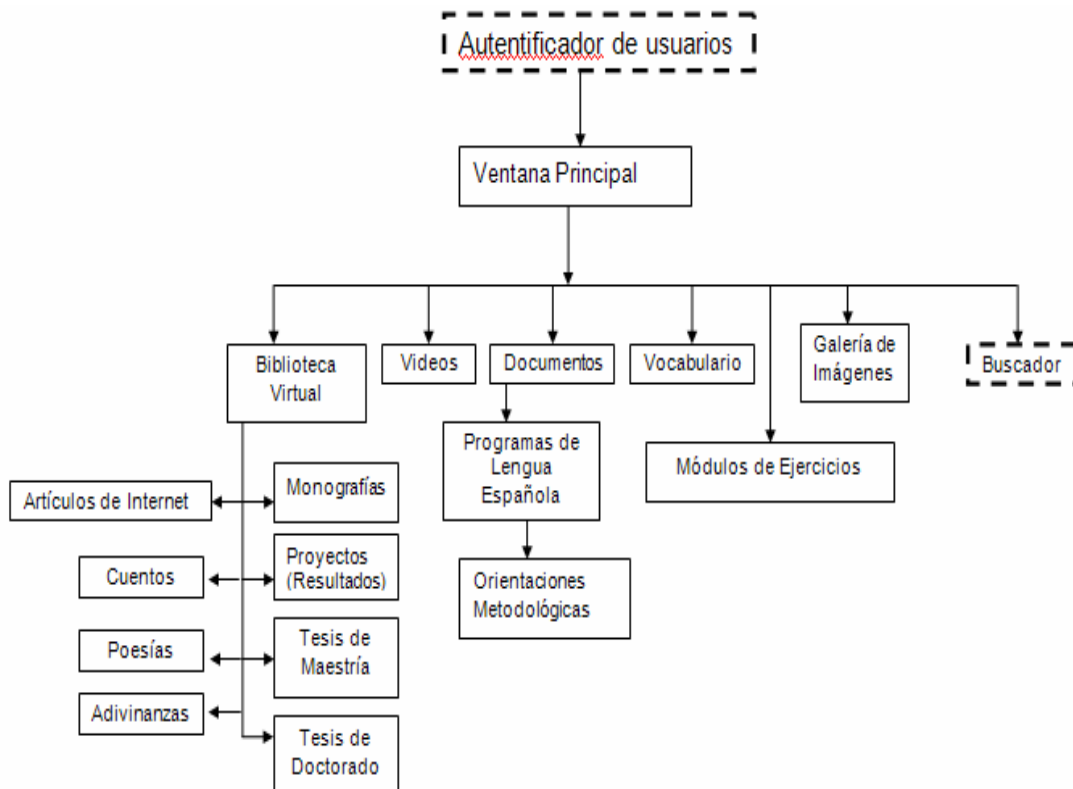 Autentificador de usuarios
Ventana Principal
Biblioteca
Virtual
Videos
Documentos
Vocabulario
Galería de
Imágenes
Buscador
Programas de
Lengua
Española
Módulos de Ejercicios
Artículos de Internet
Monografías
Cuentos
Proyectos
(Resultados)
Orientaciones
Metodológicas
Poesías
Tesis de
Maestría
Adivinanzas
Tesis de
Doctorado